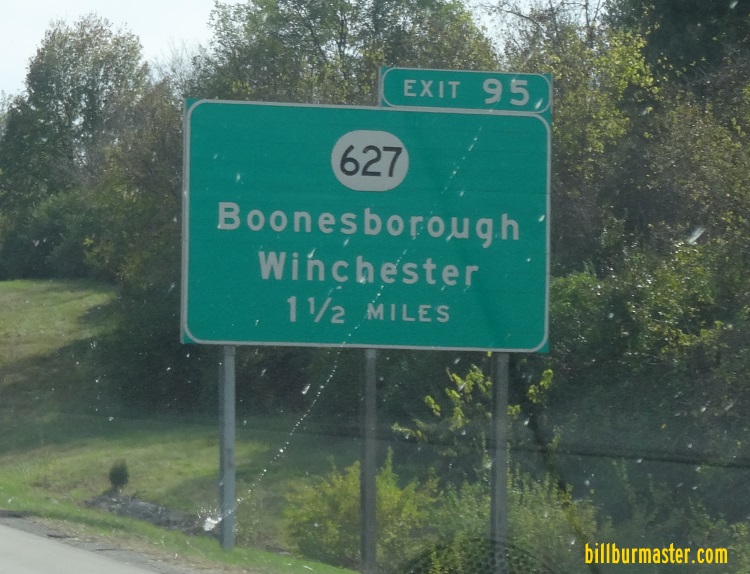 EXIT 95
627
Boonesborough
Winchester
1 1/2 MILES
billburmaster.com